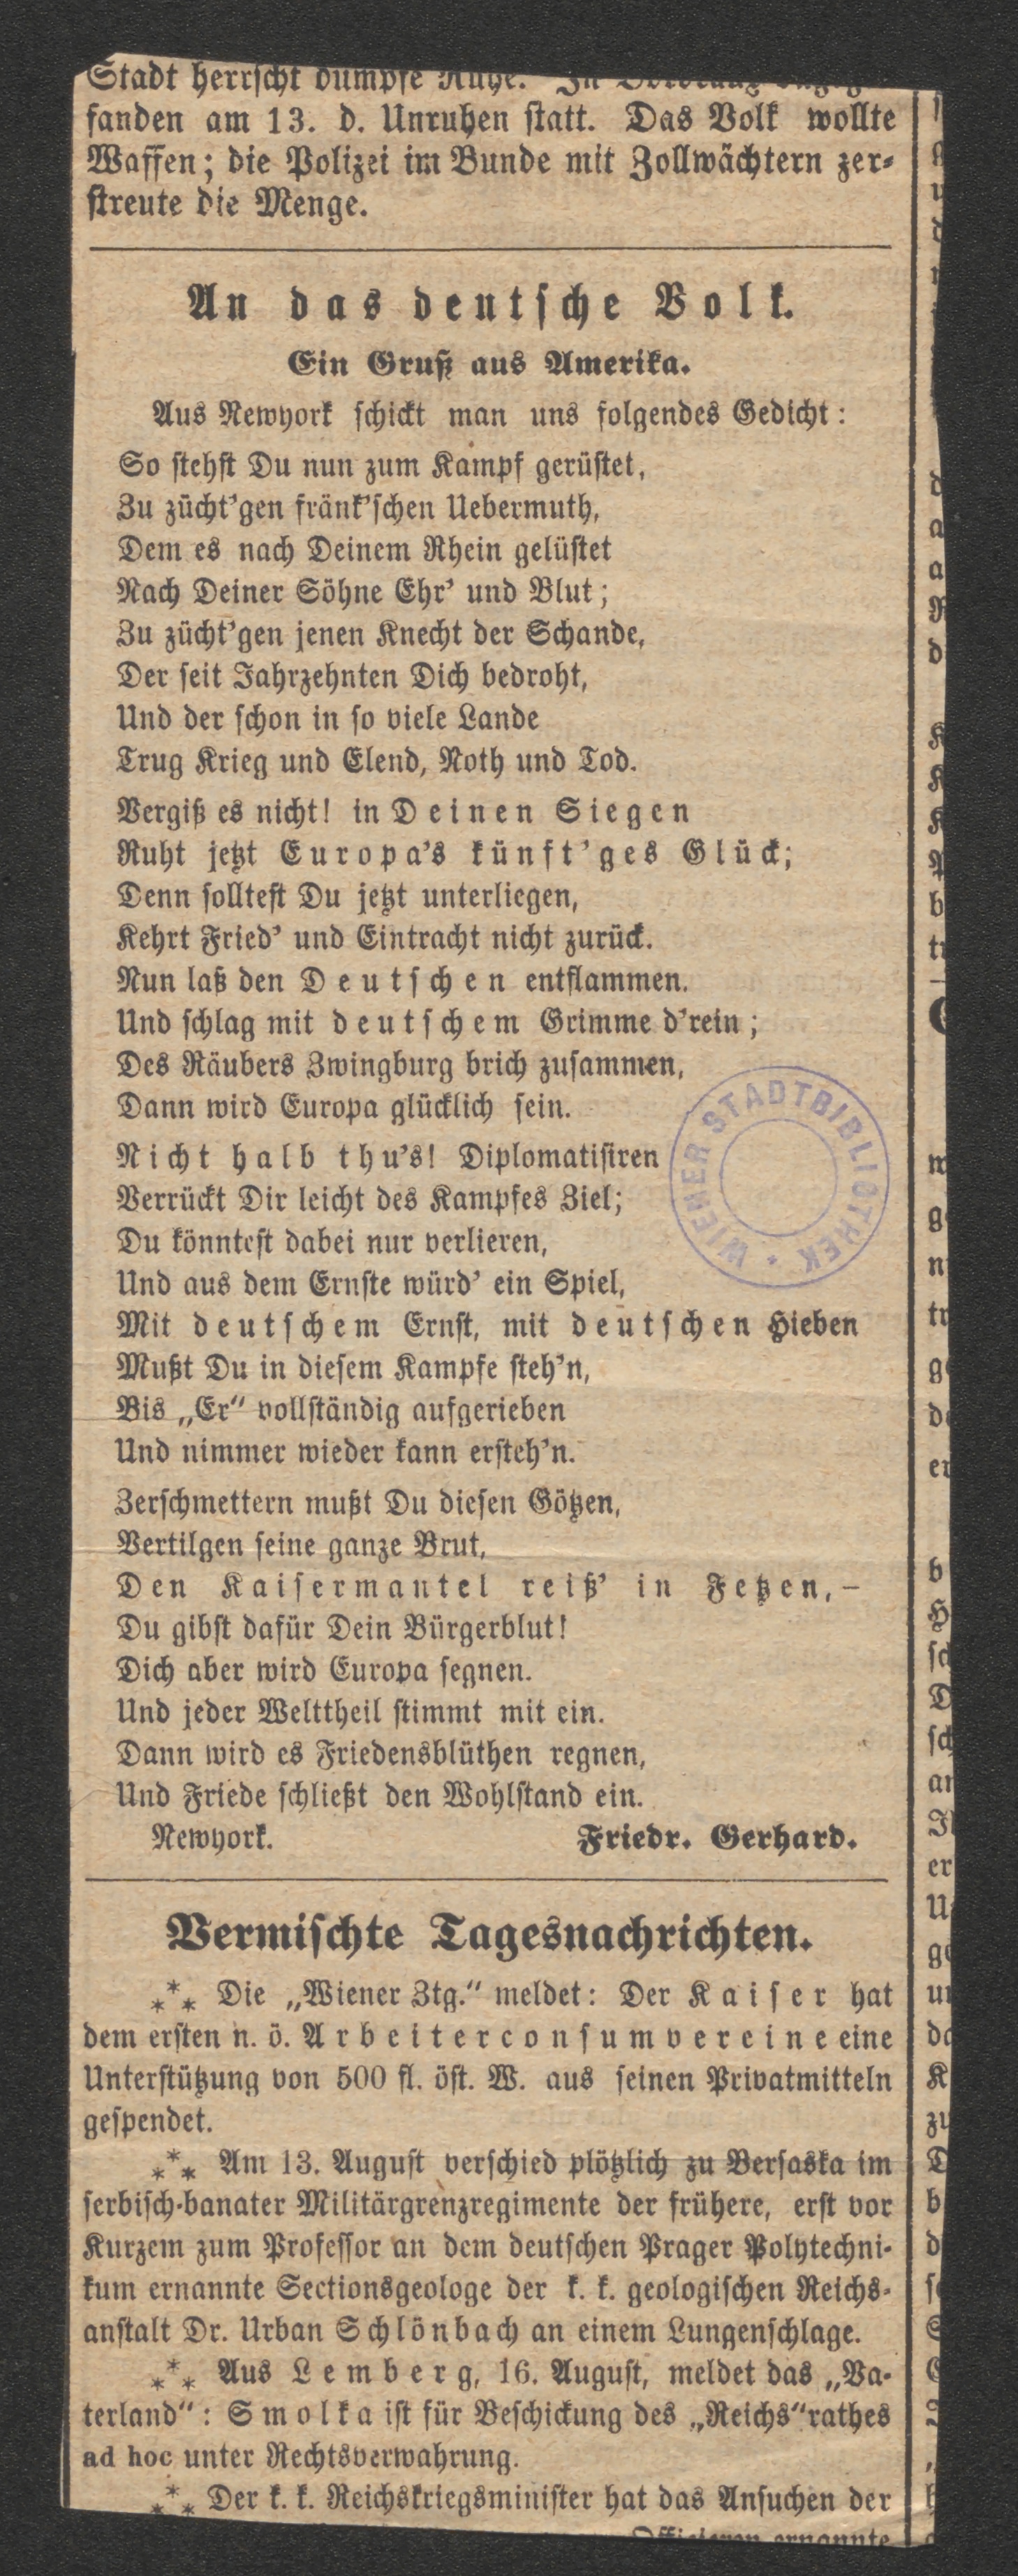 Stadt herrscht dumpfe Ruhe. In
fanden am 13. d. Unruhen statt. Das Volk wollte
Waffen; die Polizei im Bunde mit Zollwächtern zer-
streute die Menge.
An das deutsche Volk.
Ein Gruß aus Amerika.
Aus Newyork schickt man uns folgendes Gedicht:
So stehst Du nun zum Kampf gerüstet,
Zu zücht'gen fränk'schen Uebermuth,
Dem es nach Deinem Rhein gelüstet
Nach Deiner Söhne Ehr' und Blut;
Zu zücht'gen jenen Knecht der Schande,
Der seit Jahrzehnten Dich bedroht,
Und der schon in so viele Lande
Trug Krieg und Elend, Noth und Tod.
Vergiß es nicht! in Deinen Siegen
Ruht jetzt Europa's künft'ges Glück;
Denn solltest Du jetzt unterliegen,
Kehrt Fried' und Eintracht nicht zurück.
Nun laß den Deutschen entflammen.
Und schlag mit deutschem Grimme d'rein;
Des Räubers Zwingburg brich zusammen,
Dann wird Europa glücklich sein.
Nicht halb thu's! Diplomatisiren
Verrückt Dir leicht des Kampfes Ziel;
Du könntest dabei nur verlieren,
Und aus dem Ernste würd' ein Spiel,
Mit deutschem Ernst, mit deutschen Hieben
Mußt Du in diesem Kampfe steh'n,
Bis „Er“ vollständig aufgerieben
Und nimmer wieder kann ersteh'n.
Zerschmettern mußt Du diesen Götzen,
Vertilgen seine ganze Brut,
Den Kaisermantel reiß' in Fetzen, –
Du gibst dafür Dein Bürgerblut!
Dich aber wird Europa segnen.
Und jeder Welttheil stimmt mit ein.
Dann wird es Friedensblüthen regnen,
Und Friede schließt den Wohlstand ein.
Newyork. Friedr. Gerhard.
WIENER STADTBIBLIOTHEK
Vermischte Tagesnachrichten.
*** Die „Wiener Ztg.“ meldet: Der Kaiser hat
dem ersten n. ö. Arbeiterconsumvereine eine
Unterstützung von 500 fl. öst. W. aus seinen Privatmitteln
gespendet.
*** Am 13. August verschied plötzlich zu Bersaska im
serbisch-banater Militärgrenzregimente der frühere, erst vor
Kurzem zum Professor an dem deutschen Prager Polytechni-
kum ernannte Sectionsgeologe der k. k. geologischen Reichs-
anstalt Dr. Urban Schlönbach an einem Lungenschlage.
*** Aus Lemberg, 16. August, meldet das „Va-
terland“: Smolka ist für Beschickung des „Reichs“rathes
ad hoc unter Rechtsverwahrung.
*** Der k. k. Reichskriegsminister hat das Ansuchen der
Officieren ernannte